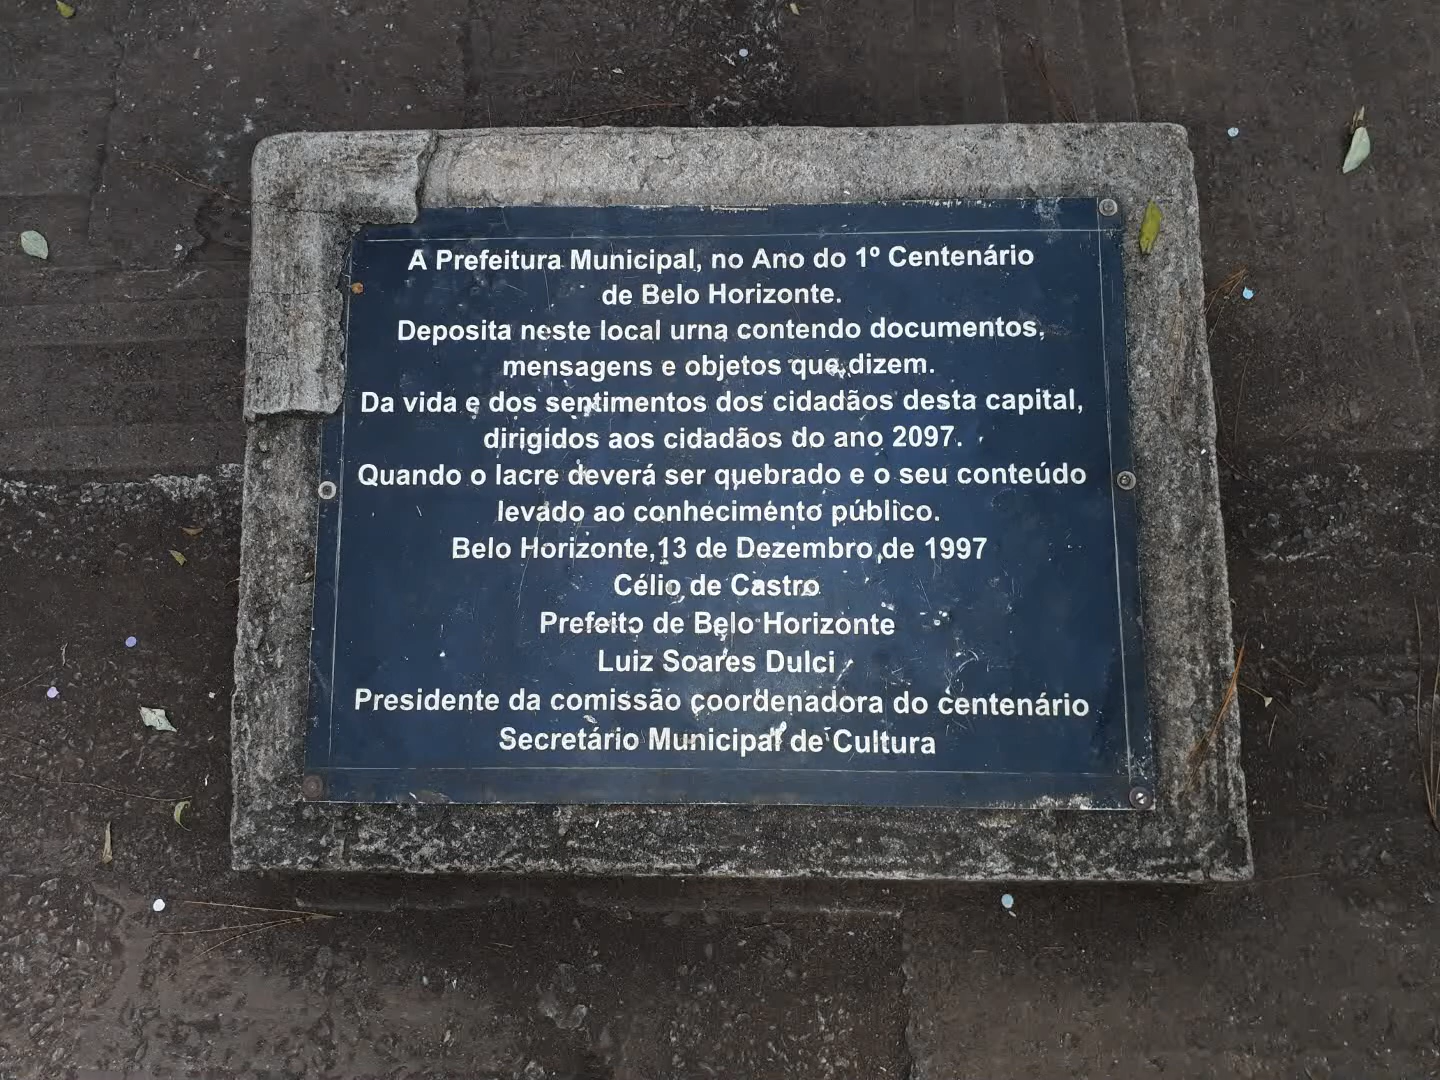 A Prefeitura Municipal, no Ano do 1º Centenário
de Belo Horizonte.
Deposita neste local urna contendo documentos,
mensagens e objetos que dizem.
Da vida e dos sentimentos dos cidadãos desta capital,
dirigidos aos cidadãos do ano 2097.
Quando o lacre deverá ser quebrado e o seu conteúdo
levado ao conhecimento público.
Belo Horizonte,13 de Dezembro de 1997
Célio de Castro
Prefeito de Belo Horizonte
Luiz Soares Dulci
Presidente da comissão coordenadora do centenário
Secretário Municipal de Cultura